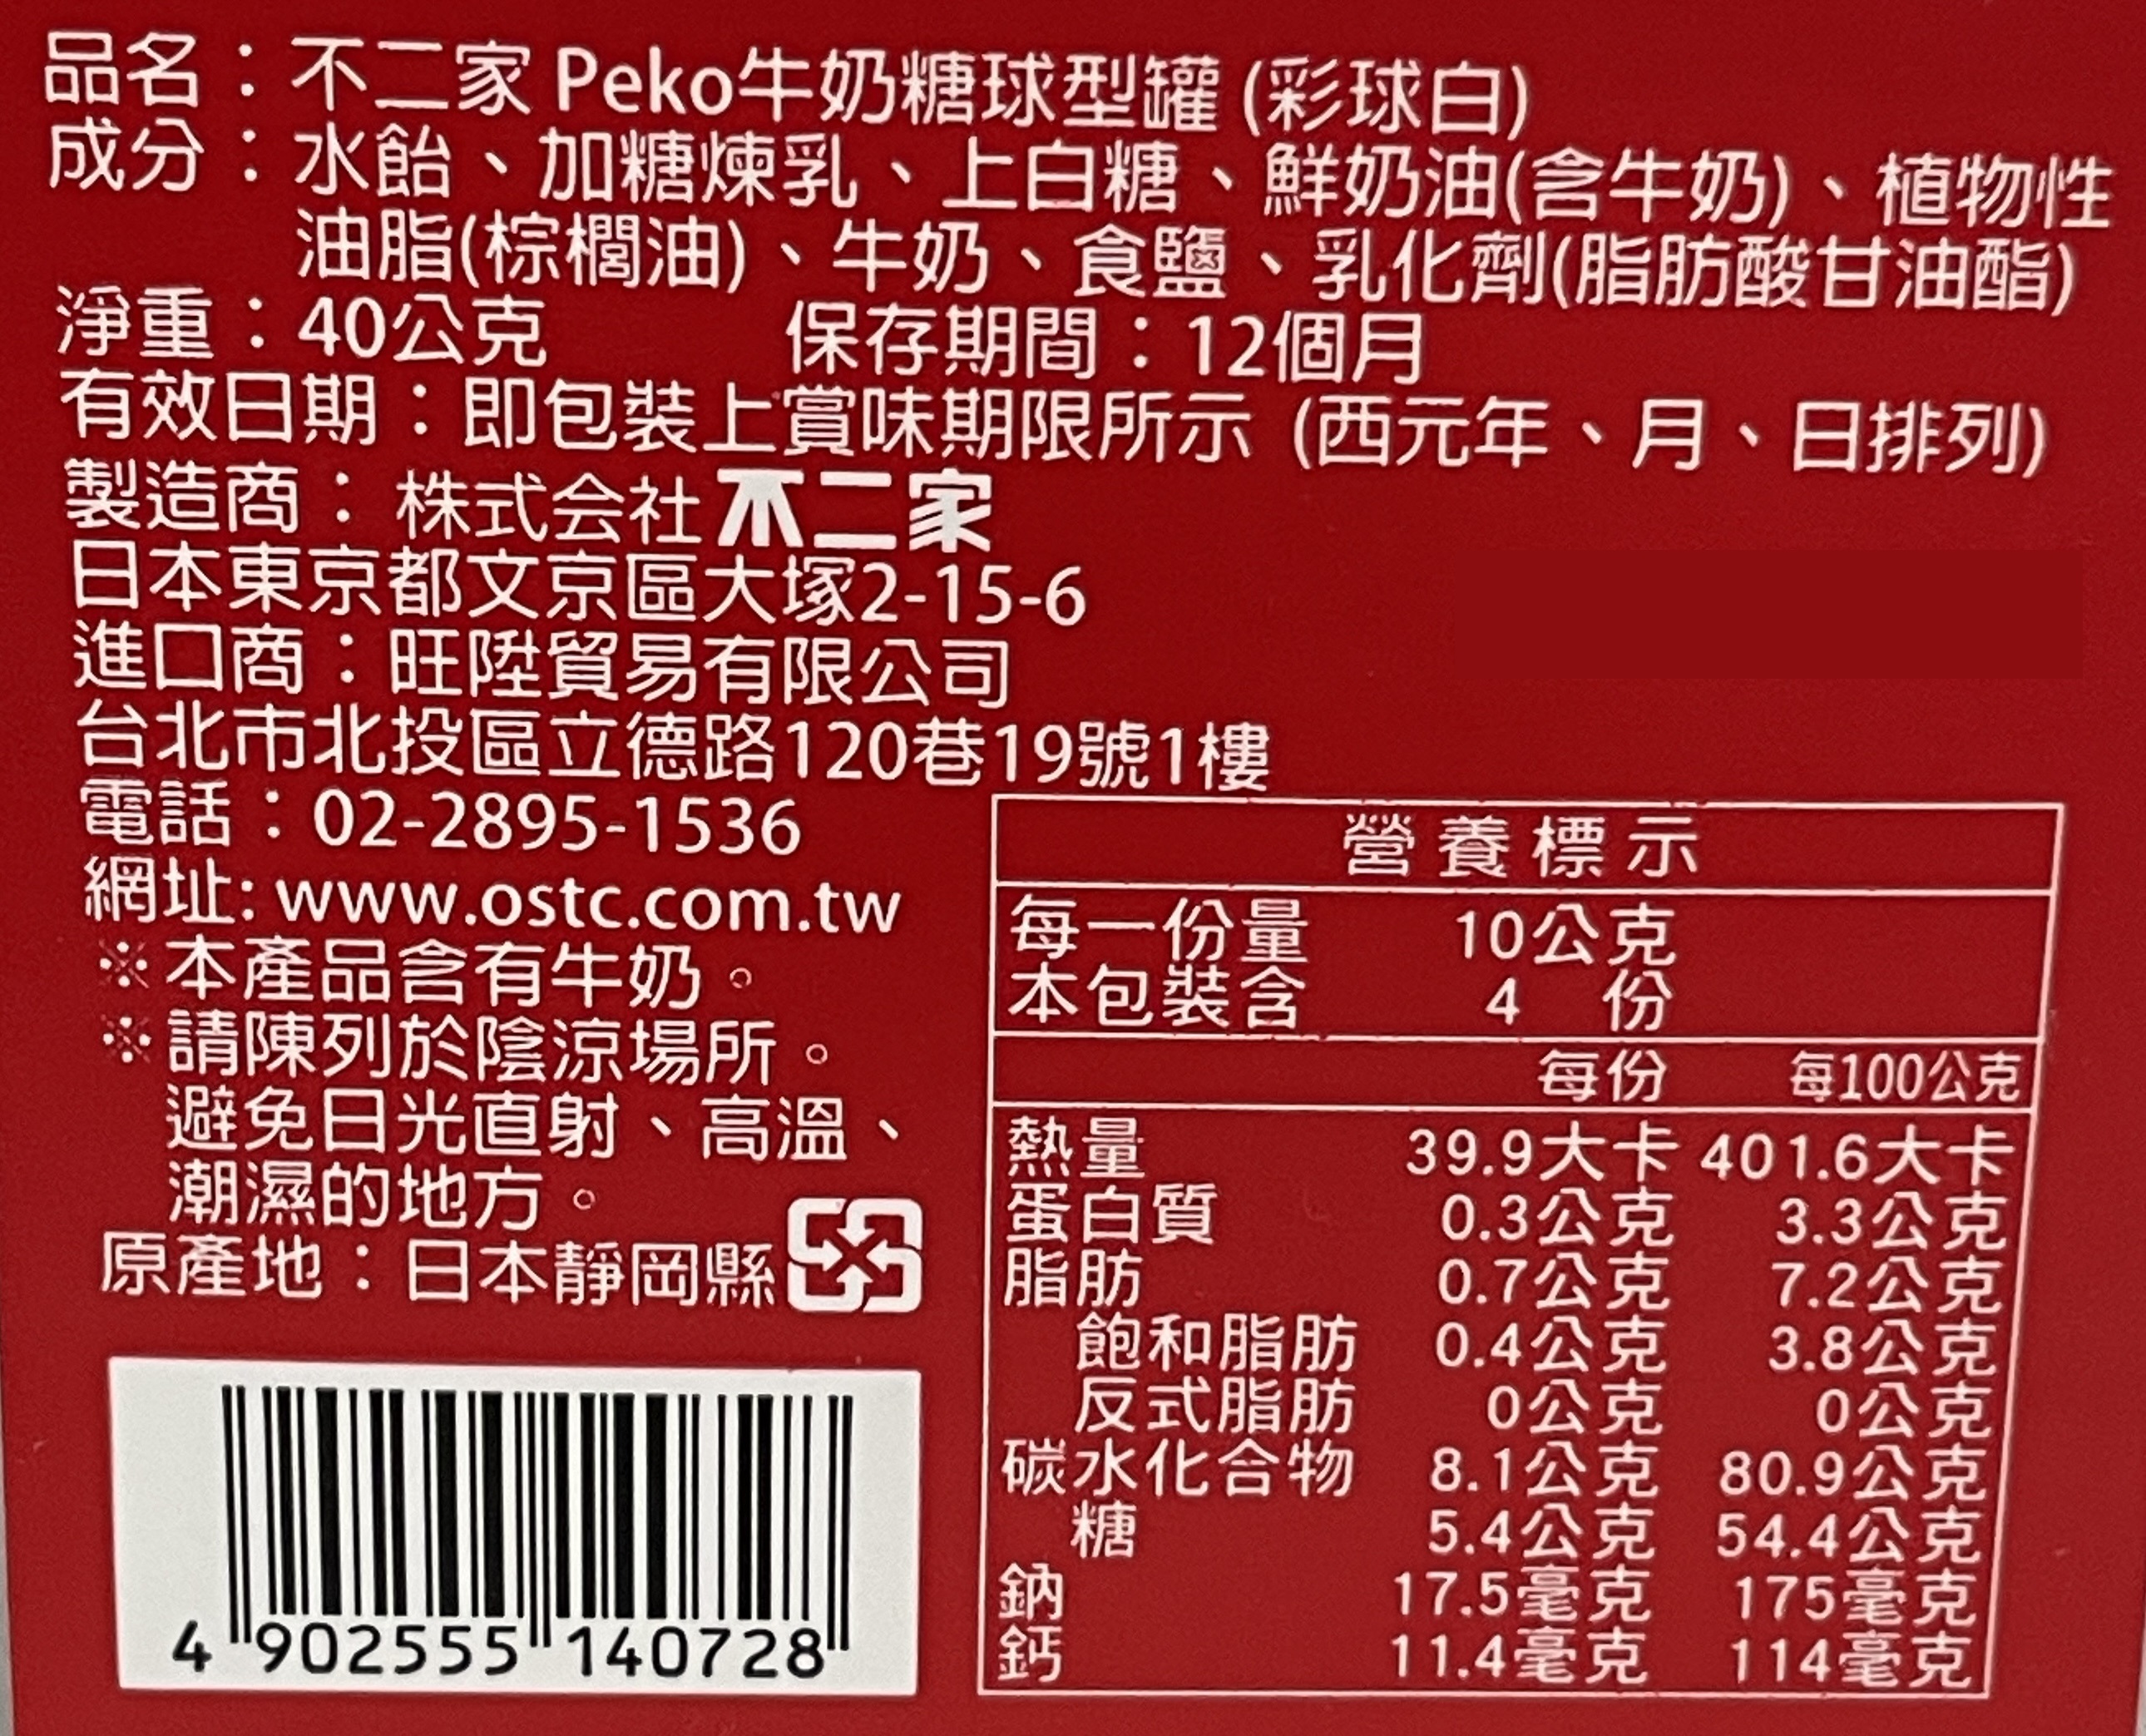 品名：不二家 Peko牛奶糖球型罐 (彩球白)
成分：水飴、加糖煉乳、上白糖、鮮奶油(含牛奶)、植物性
油脂(棕櫚油)、牛奶、食鹽、乳化劑(脂肪酸甘油酯)
淨重：40公克 保存期間：12個月
有效日期：即包裝上賞味期限所示 (西元年、月、日排列)
製造商：株式会社不二家
日本東京都文京區大塚2-15-6
進口商：旺陞貿易有限公司
台北市北投區立德路120巷19號1樓
電話：02-2895-1536
網址: www.ostc.com.tw
※本產品含有牛奶。
※請陳列於陰涼場所。
避免日光直射、高溫、
潮濕的地方。
原產地：日本靜岡縣
4 902555 140728
營養標示
每一份量 10公克
本包裝含 4 份
每份 每100公克
熱量 39.9大卡 401.6大卡
蛋白質 0.3公克 3.3公克
脂肪 0.7公克 7.2公克
飽和脂肪 0.4公克 3.8公克
反式脂肪 0公克 0公克
碳水化合物 8.1公克 80.9公克
糖 5.4公克 54.4公克
鈉 17.5毫克 175毫克
鈣 11.4毫克 114毫克